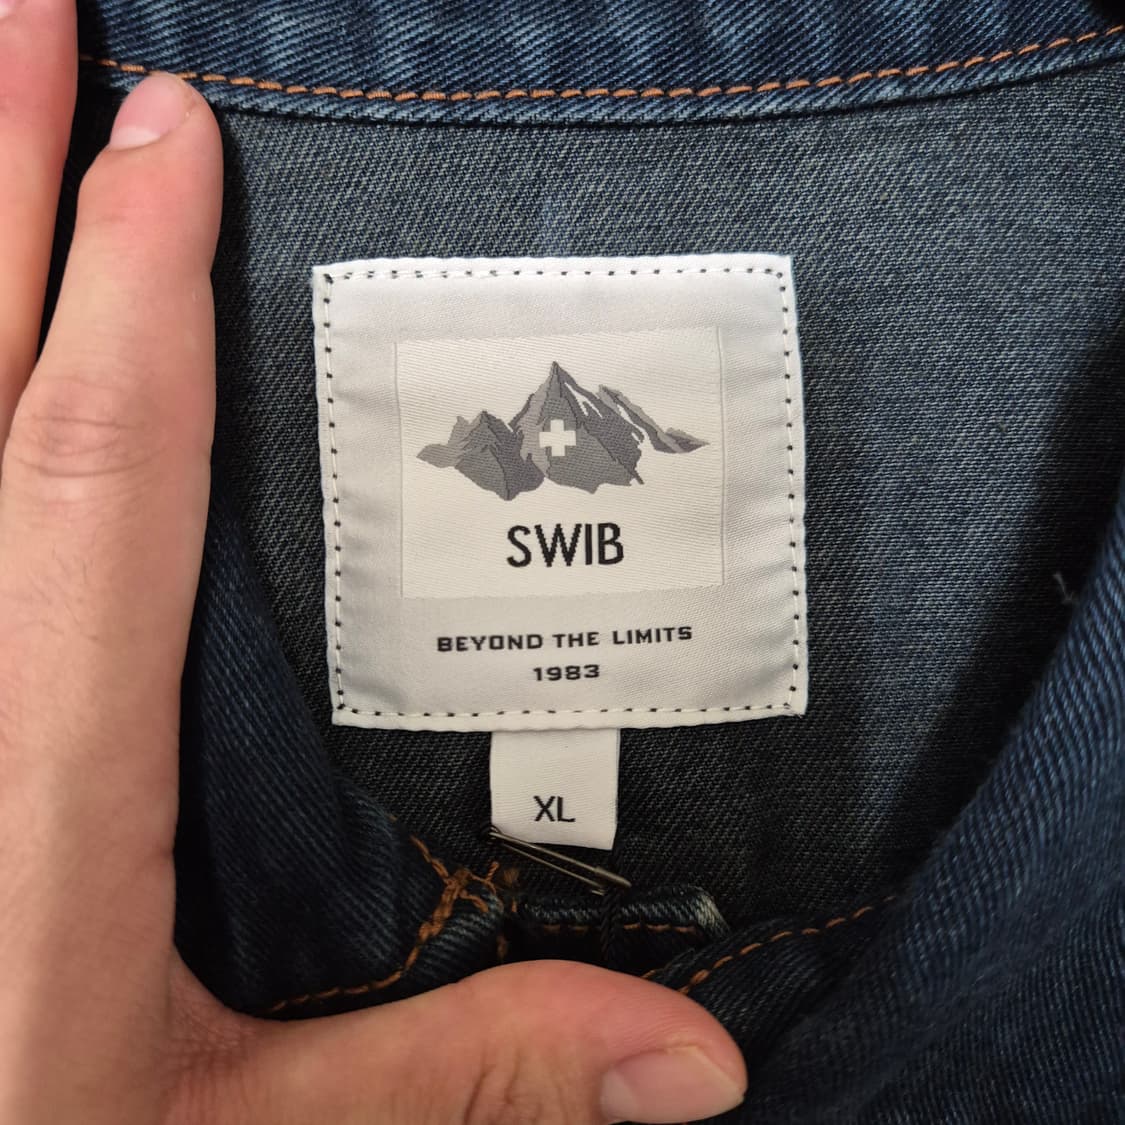 SWIB
BEYOND THE LIMITS
1983
XL